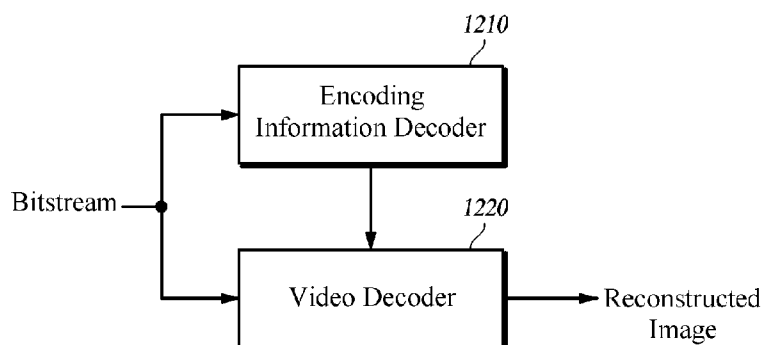 1210
Encoding
Information Decoder
Bitstream
1220
Video Decoder
Reconstructed
Image